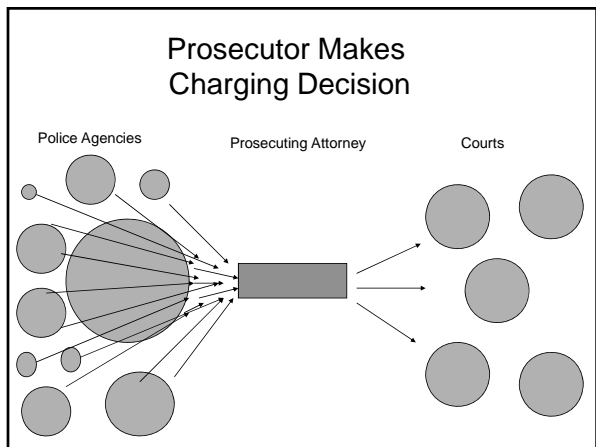 Prosecutor Makes
Charging Decision
Police Agencies
Prosecuting Attorney
Courts